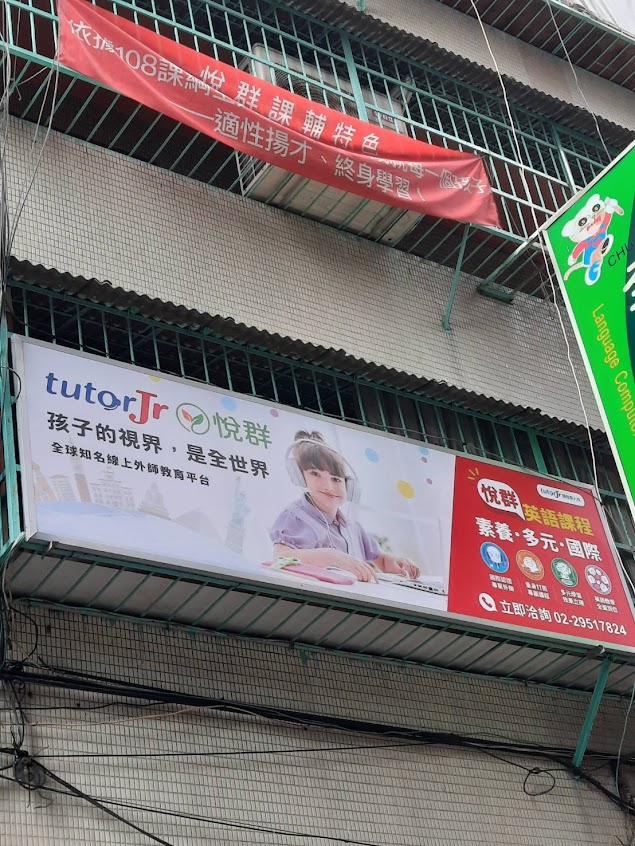 依據108課綱 悅群課輔特色
一適性揚才、終身學習
tutorJr 悅群
孩子的視界，是全世界
全球知名線上外師教育平台
悅群 英語課程
tutorJr
素養・多元・國際
立即洽詢 02-29517824
CHI
Language Compute